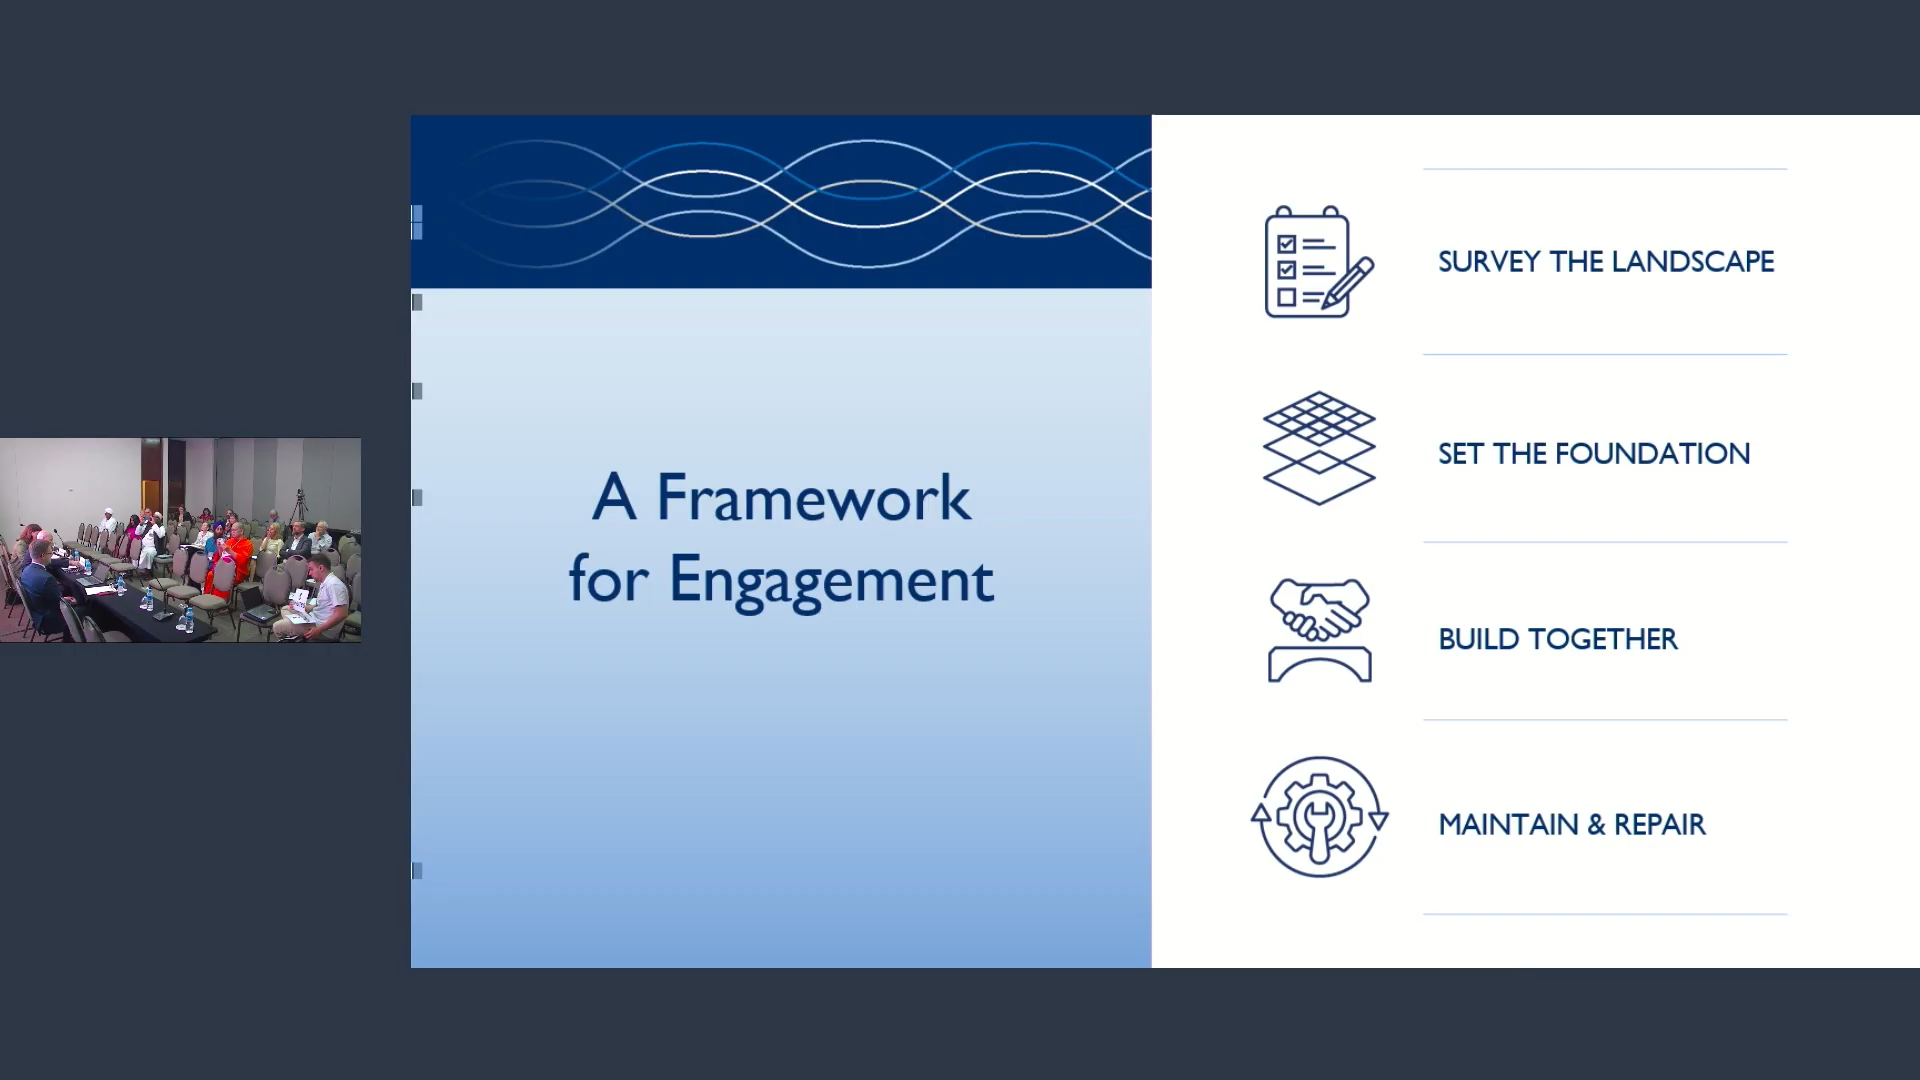 A Framework
for Engagement
SURVEY THE LANDSCAPE
SET THE FOUNDATION
BUILD TOGETHER
MAINTAIN & REPAIR